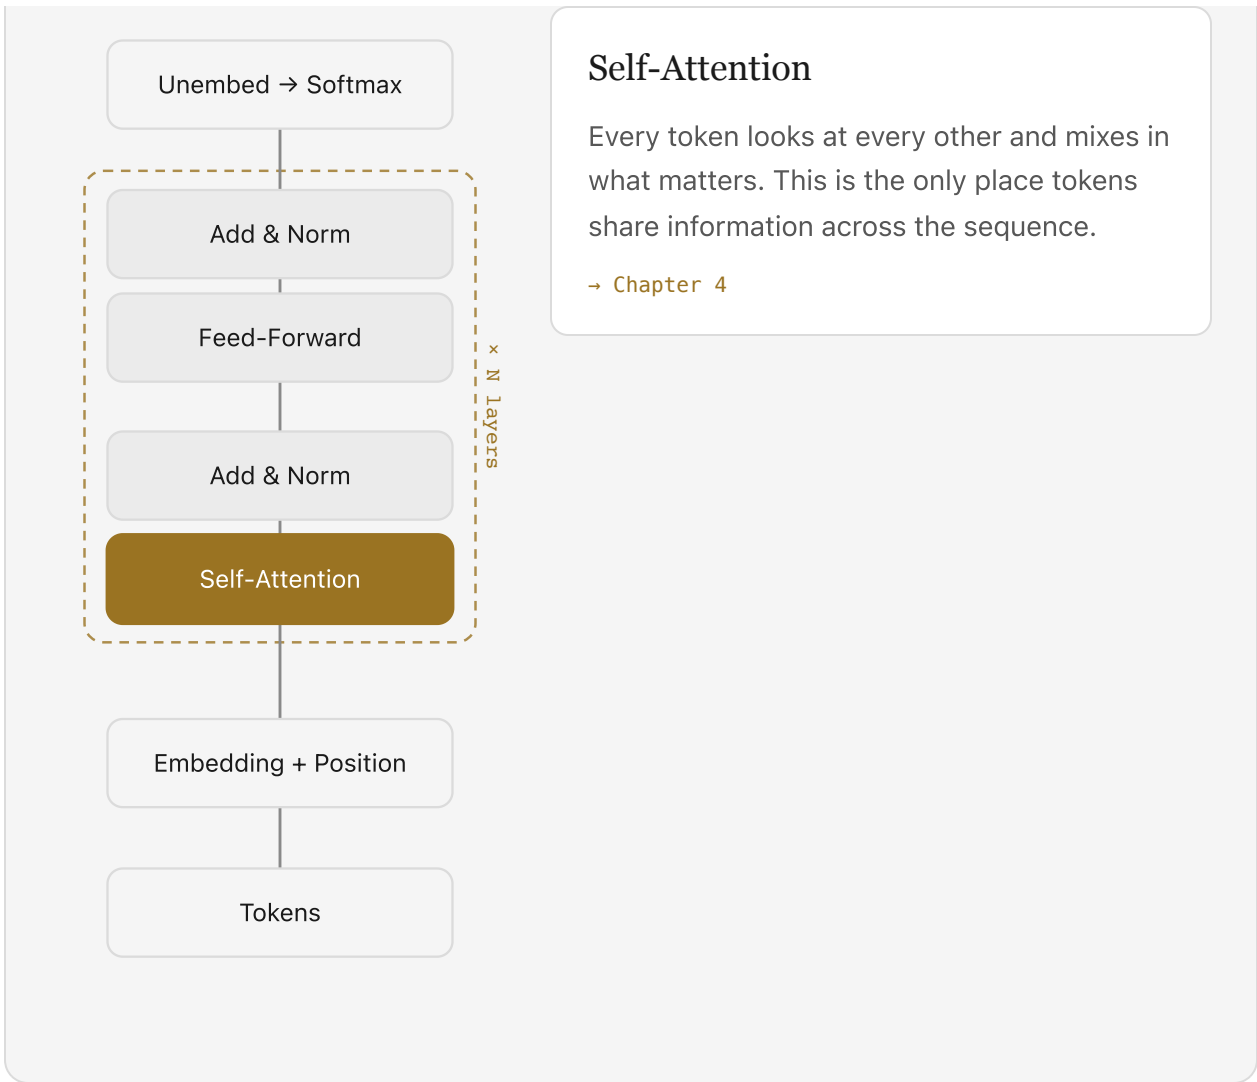 Unembed → Softmax
Add & Norm
Feed-Forward
Add & Norm
Self-Attention
× N layers
Embedding + Position
Tokens
Self-Attention
Every token looks at every other and mixes in
what matters. This is the only place tokens
share information across the sequence.
→ Chapter 4